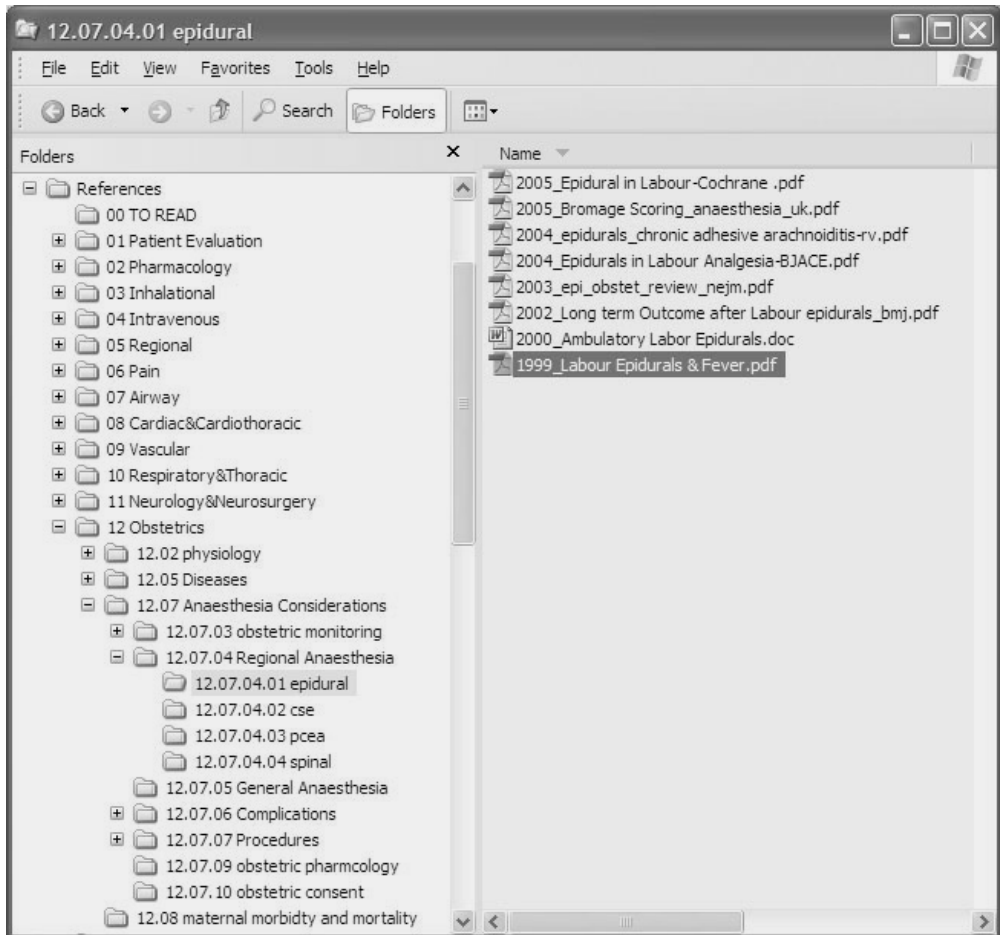 12.07.04.01 epidural
File Edit View Favorites Tools Help
Back Search Folders
Folders
References
00 TO READ
01 Patient Evaluation
02 Pharmacology
03 Inhalational
04 Intravenous
05 Regional
06 Pain
07 Airway
08 Cardiac&Cardiothoracic
09 Vascular
10 Respiratory&Thoracic
11 Neurology&Neurosurgery
12 Obstetrics
12.02 physiology
12.05 Diseases
12.07 Anaesthesia Considerations
12.07.03 obstetric monitoring
12.07.04 Regional Anaesthesia
12.07.04.01 epidural
12.07.04.02 cse
12.07.04.03 pcea
12.07.04.04 spinal
12.07.05 General Anaesthesia
12.07.06 Complications
12.07.07 Procedures
12.07.09 obstetric pharmcology
12.07.10 obstetric consent
12.08 maternal morbidty and mortality
Name
2005_Epidural in Labour-Cochrane .pdf
2005_Bromage Scoring_anaesthesia_uk.pdf
2004_epidurals_chronic adhesive arachnoiditis-rv.pdf
2004_Epidurals in Labour Analgesia-BJACE.pdf
2003_epi_obstet_review_nejm.pdf
2002_Long term Outcome after Labour epidurals_bmj.pdf
2000_Ambulatory Labor Epidurals.doc
1999_Labour Epidurals & Fever.pdf